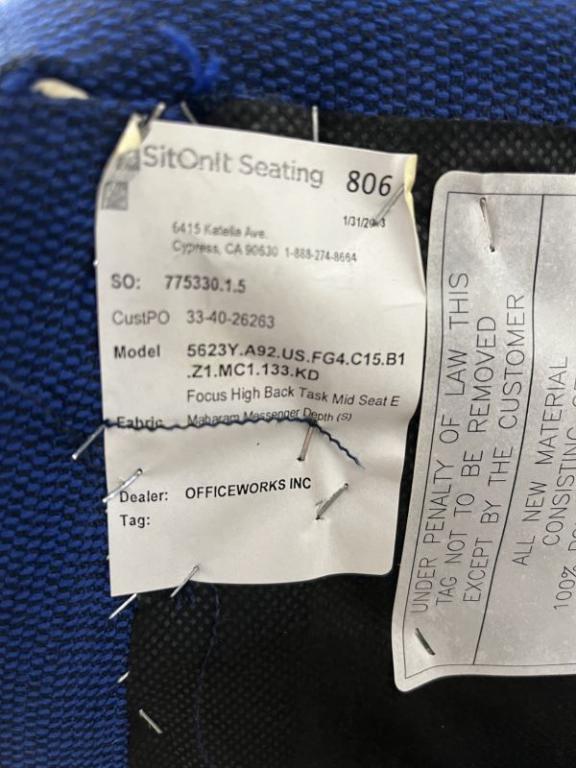 SitOnIt Seating 806
6415 Katella Ave.
Cypress, CA 90630 1-888-274-8664
SO: 775330.1.5
CustPO 33-40-26263
Model 5623Y.A92.US.FG4.C15.B1
.Z1.MC1.133.KD
Focus High Back Task Mid Seat E
Fabric Maharam Messenger Depth (S)
Dealer: OFFICEWORKS INC
Tag:
UNDER PENALTY OF LAW THIS
TAG NOT TO BE REMOVED
EXCEPT BY THE CUSTOMER
ALL NEW MATERIAL
CONSISTING
100%